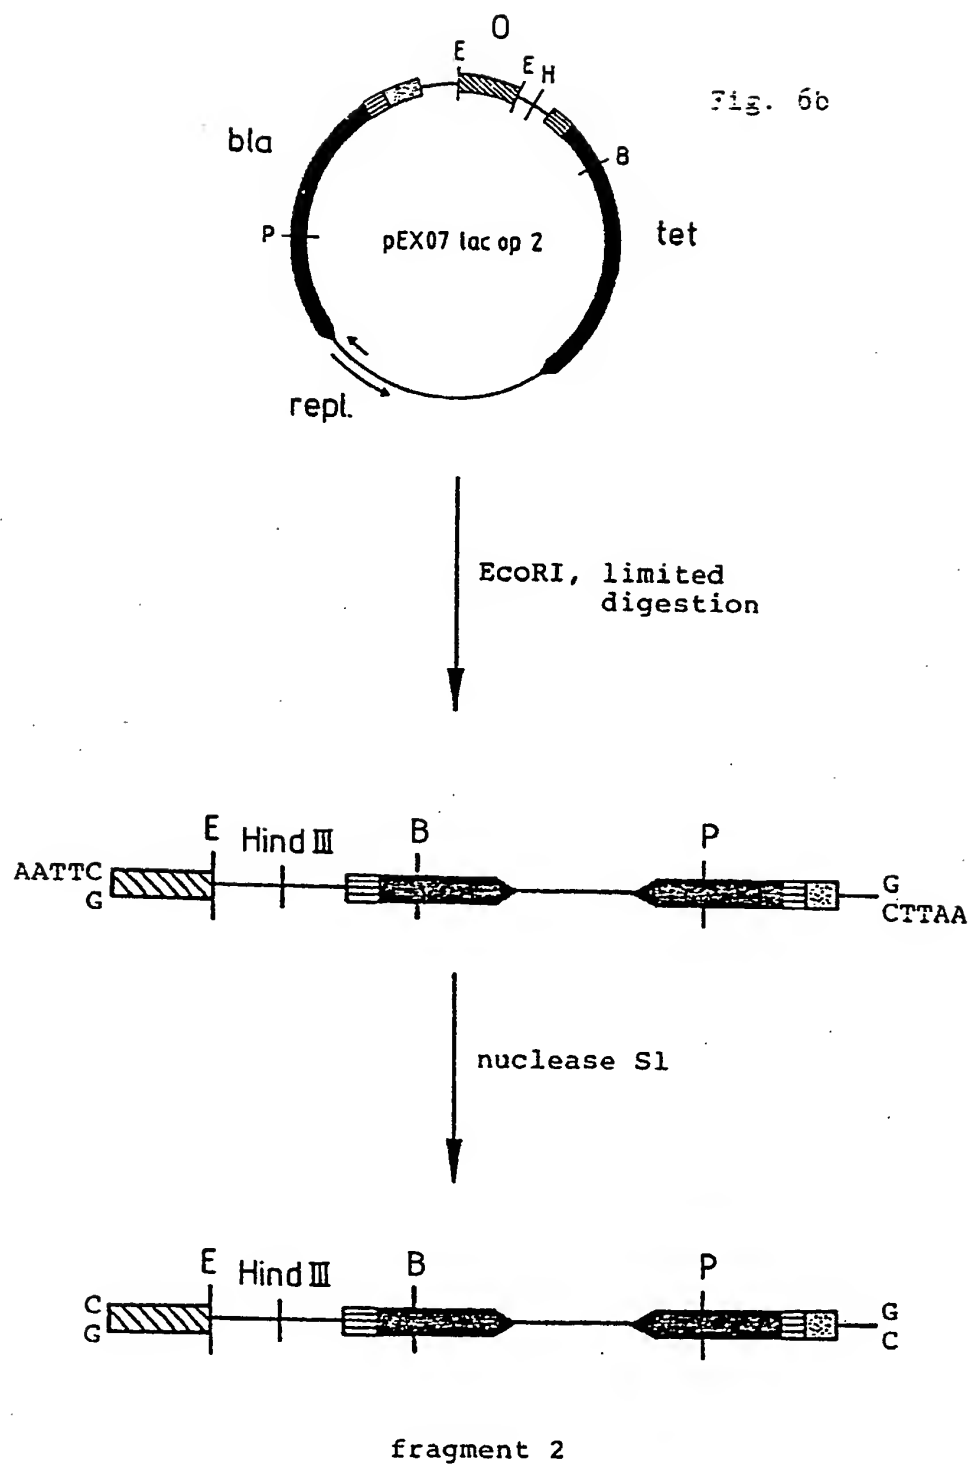 O
E
E H
Fig. 6b
bla
B
P
pEX07 lac op 2
tet
repl.
EcoRI, limited
digestion
E
Hind III
B
P
AATTC
G
G
CTTAA
nuclease S1
E
Hind III
B
P
C
G
G
C
fragment 2